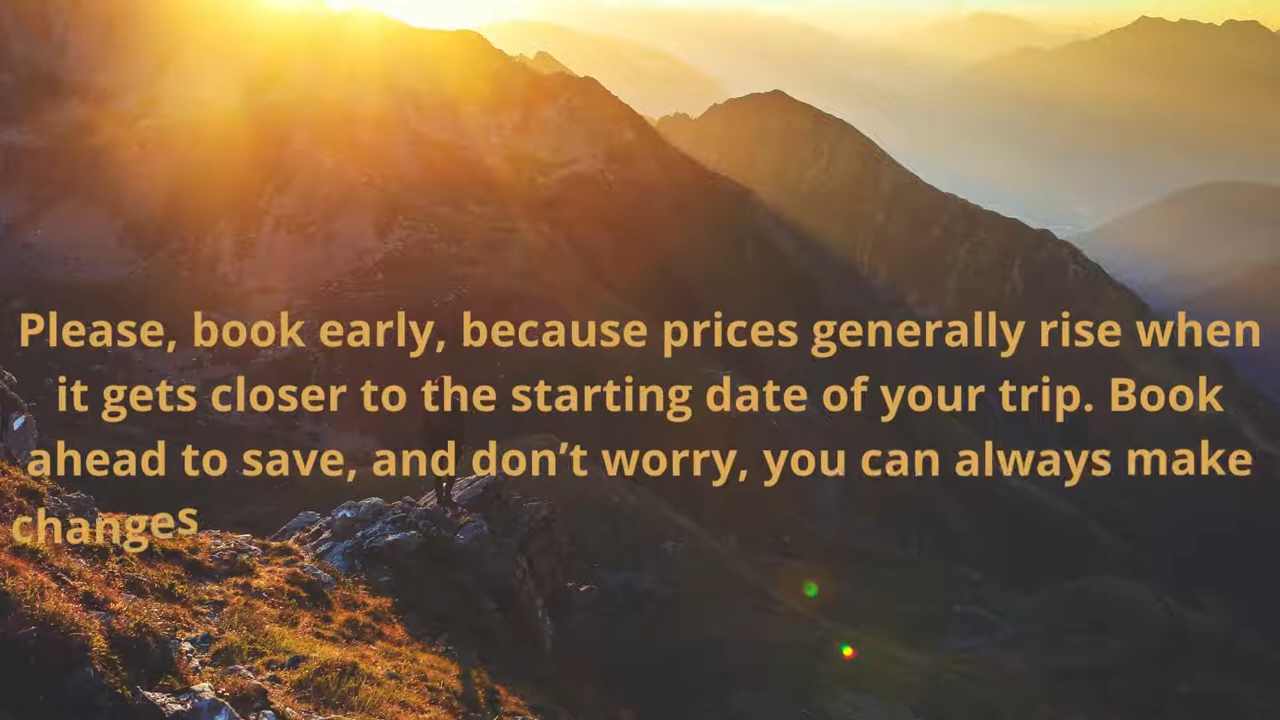 Please, book early, because prices generally rise when
it gets closer to the starting date of your trip. Book
ahead to save, and don’t worry, you can always make
changes